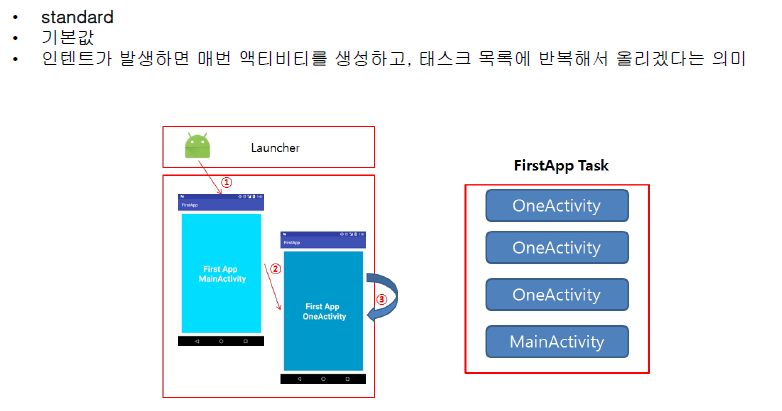 • standard
• 기본값
• 인텐트가 발생하면 매번 액티비티를 생성하고, 태스크 목록에 반복해서 올리겠다는 의미
Launcher
①
FirstApp
First App
MainActivity
②
FirstApp
First App
OneActivity
③
FirstApp Task
OneActivity
OneActivity
OneActivity
MainActivity